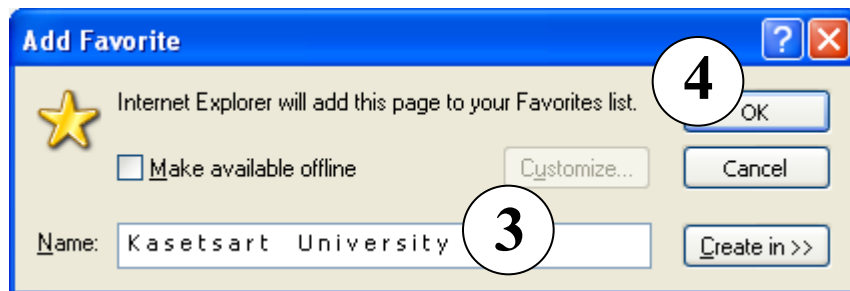 Add Favorite
?
4
Internet Explorer will add this page to your Favorites list.
OK
Make available offline
Customize...
Cancel
3
Name: Kasetsart University
Create in >>